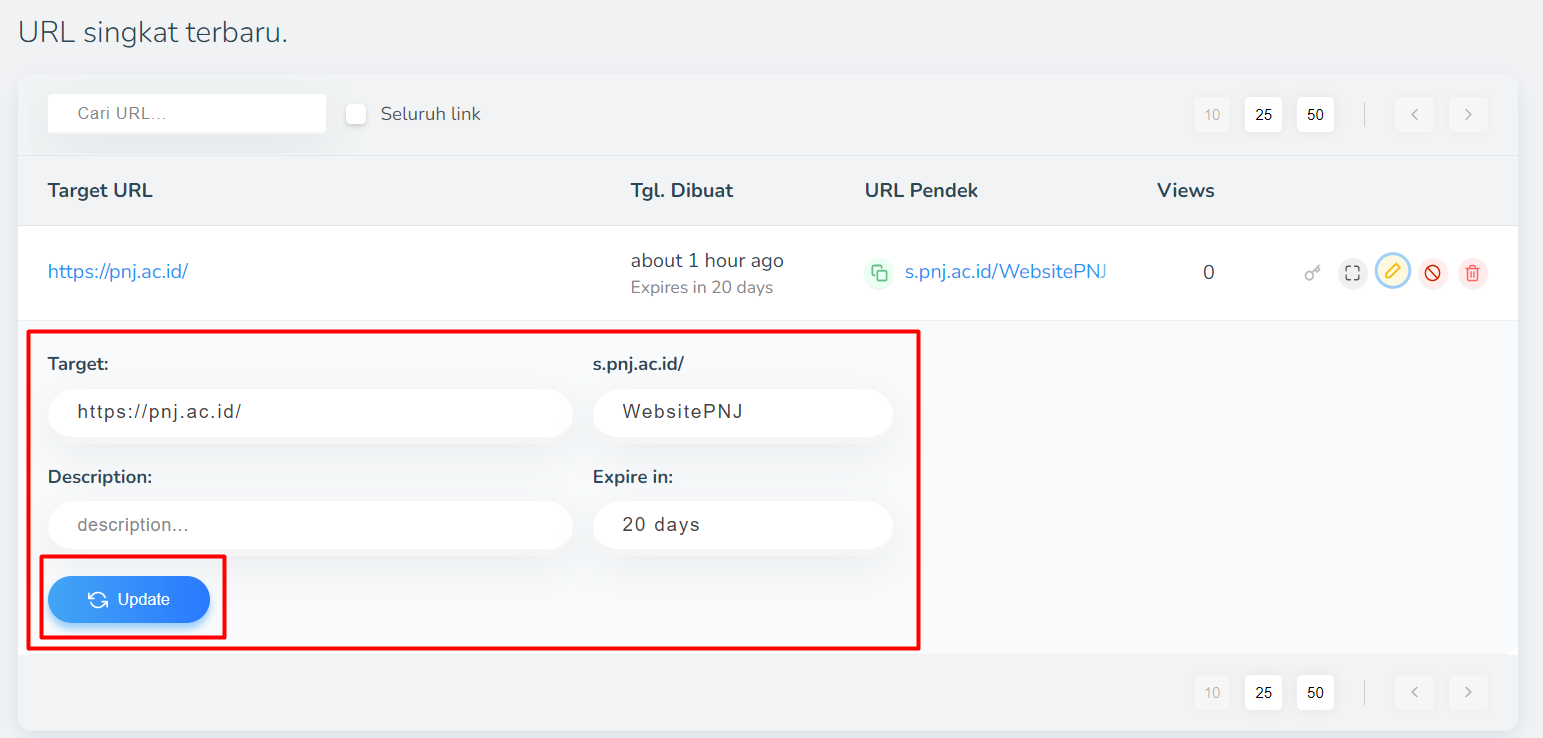 URL singkat terbaru.
Cari URL... Seluruh link 10 25 50
Target URL Tgl. Dibuat URL Pendek Views
https://pnj.ac.id/ about 1 hour ago s.pnj.ac.id/WebsitePNJ 0
Expires in 20 days
Target: s.pnj.ac.id/
https://pnj.ac.id/ WebsitePNJ
Description: Expire in:
description... 20 days
Update
10 25 50